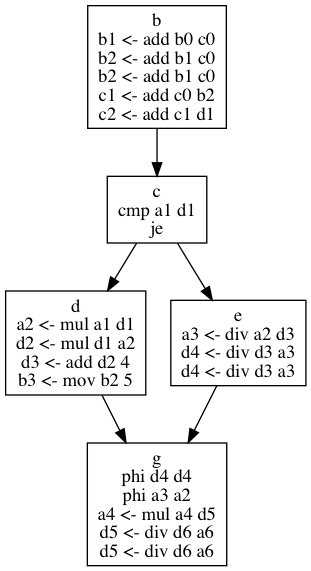 b
b1 <- add b0 c0
b2 <- add b1 c0
b2 <- add b1 c0
c1 <- add c0 b2
c2 <- add c1 d1
c
cmp a1 d1
je
d
a2 <- mul a1 d1
d2 <- mul d1 a2
d3 <- add d2 4
b3 <- mov b2 5
e
a3 <- div a2 d3
d4 <- div d3 a3
d4 <- div d3 a3
g
phi d4 d4
phi a3 a2
a4 <- mul a4 d5
d5 <- div d6 a6
d5 <- div d6 a6